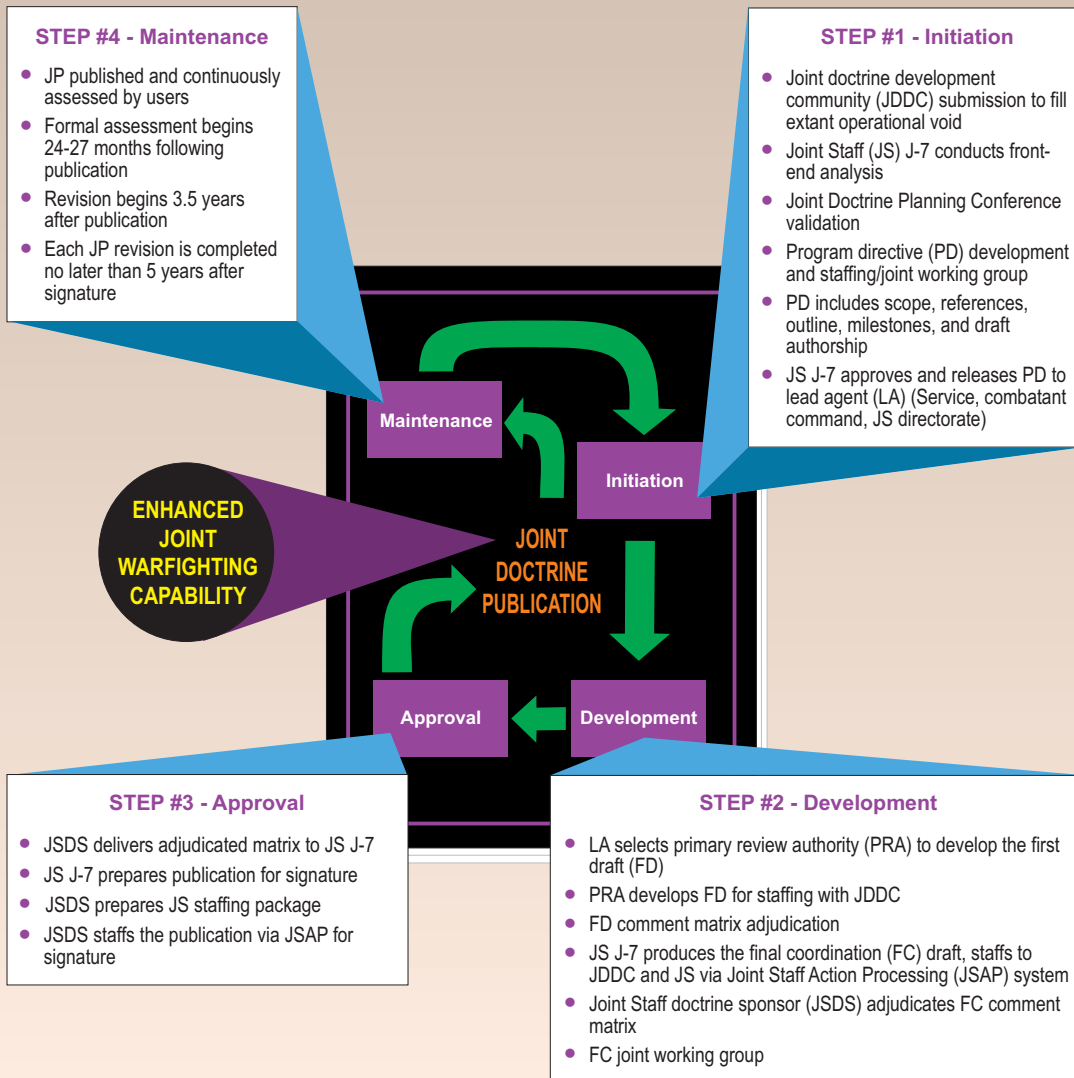 STEP #4 - Maintenance
• JP published and continuously
assessed by users
• Formal assessment begins
24-27 months following
publication
• Revision begins 3.5 years
after publication
• Each JP revision is completed
no later than 5 years after
signature
STEP #1 - Initiation
• Joint doctrine development
community (JDDC) submission to fill
extant operational void
• Joint Staff (JS) J-7 conducts front-
end analysis
• Joint Doctrine Planning Conference
validation
• Program directive (PD) development
and staffing/joint working group
• PD includes scope, references,
outline, milestones, and draft
authorship
• JS J-7 approves and releases PD to
lead agent (LA) (Service, combatant
command, JS directorate)
Maintenance
Initiation
ENHANCED
JOINT
WARFIGHTING
CAPABILITY
JOINT
DOCTRINE
PUBLICATION
Approval
Development
STEP #3 - Approval
• JSDS delivers adjudicated matrix to JS J-7
• JS J-7 prepares publication for signature
• JSDS prepares JS staffing package
• JSDS staffs the publication via JSAP for
signature
STEP #2 - Development
• LA selects primary review authority (PRA) to develop the first
draft (FD)
• PRA develops FD for staffing with JDDC
• FD comment matrix adjudication
• JS J-7 produces the final coordination (FC) draft, staffs to
JDDC and JS via Joint Staff Action Processing (JSAP) system
• Joint Staff doctrine sponsor (JSDS) adjudicates FC comment
matrix
• FC joint working group